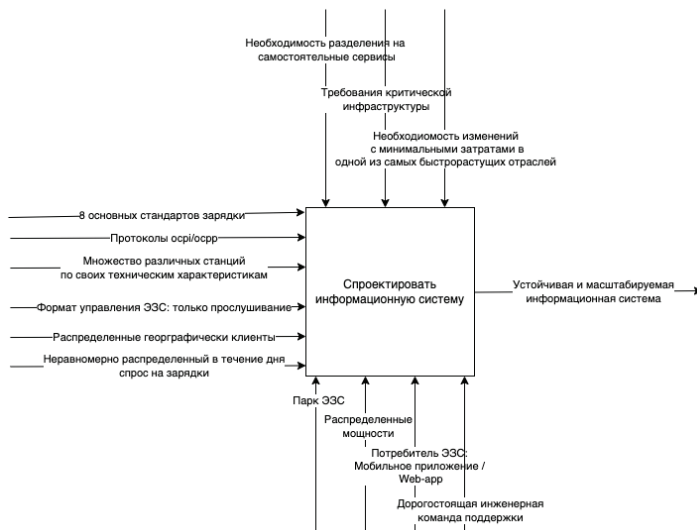 Необходимость разделения на
самостоятельные сервисы
Требования критической
инфраструктуры
Необходиомость изменений
с минимальными затратами в
одной из самых быстрорастущих отраслей
8 основных стандартов зарядки
Протоколы ocpi/ocpp
Множество различных станций
по своих техническим характеристикам
Формат управления ЭЗС: только прослушивание
Распределенные георграфически клиенты
Неравномерно распределенный в течение дня
спрос на зарядки
Спроектировать
информационную систему
Устойчивая и масштабируемая
информационная система
Парк ЭЗС
Распределенные
мощности
Потребитель ЭЗС:
Мобильное приложение /
Web-app
Дорогостоящая инженерная
команда поддержки